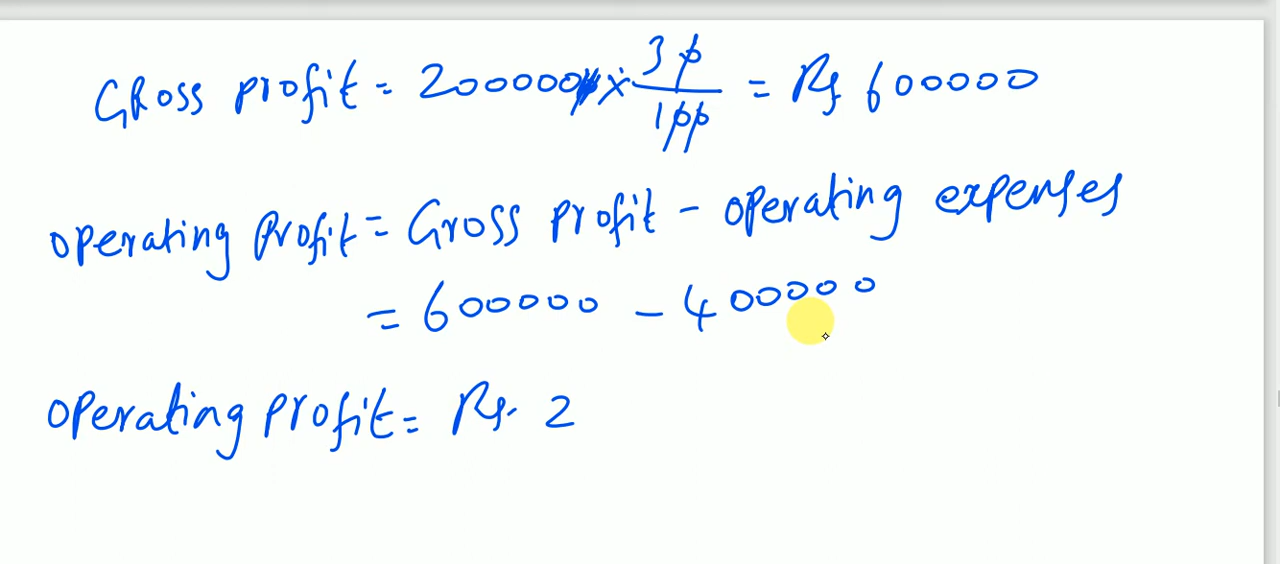 GRoss profit = 2000000 × 30/100 = Rs 600000
operating profit = Gross profit - operating expenses
= 600000 - 400000
operating profit = Rs. 2